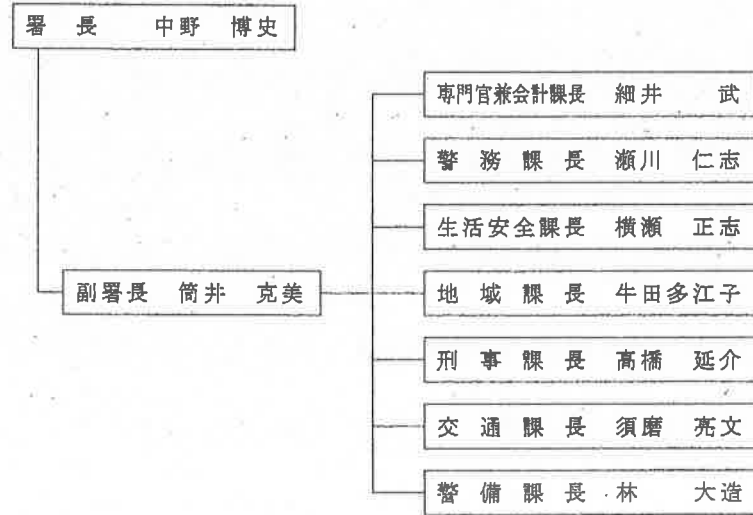 署長　中野　博史
専門官兼会計課長　細井　武
警務課長　瀬川　仁志
生活安全課長　横瀬　正志
副署長　筒井　克美
地域課長　牛田多江子
刑事課長　高橋　延介
交通課長　須磨　亮文
警備課長　林　大造